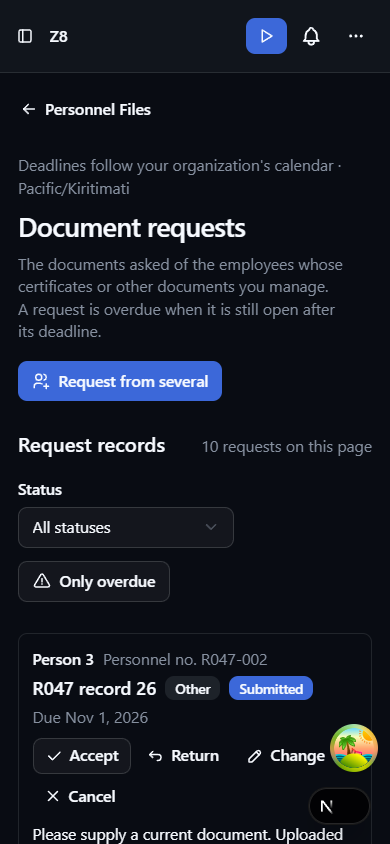 Z8
Personnel Files
Deadlines follow your organization's calendar ·
Pacific/Kiritimati
Document requests
The documents asked of the employees whose
certificates or other documents you manage.
A request is overdue when it is still open after
its deadline.
Request from several
Request records 10 requests on this page
Status
All statuses
Only overdue
Person 3 Personnel no. R047-002
R047 record 26 Other Submitted
Due Nov 1, 2026
Accept Return Change
Cancel
N
Please supply a current document. Uploaded